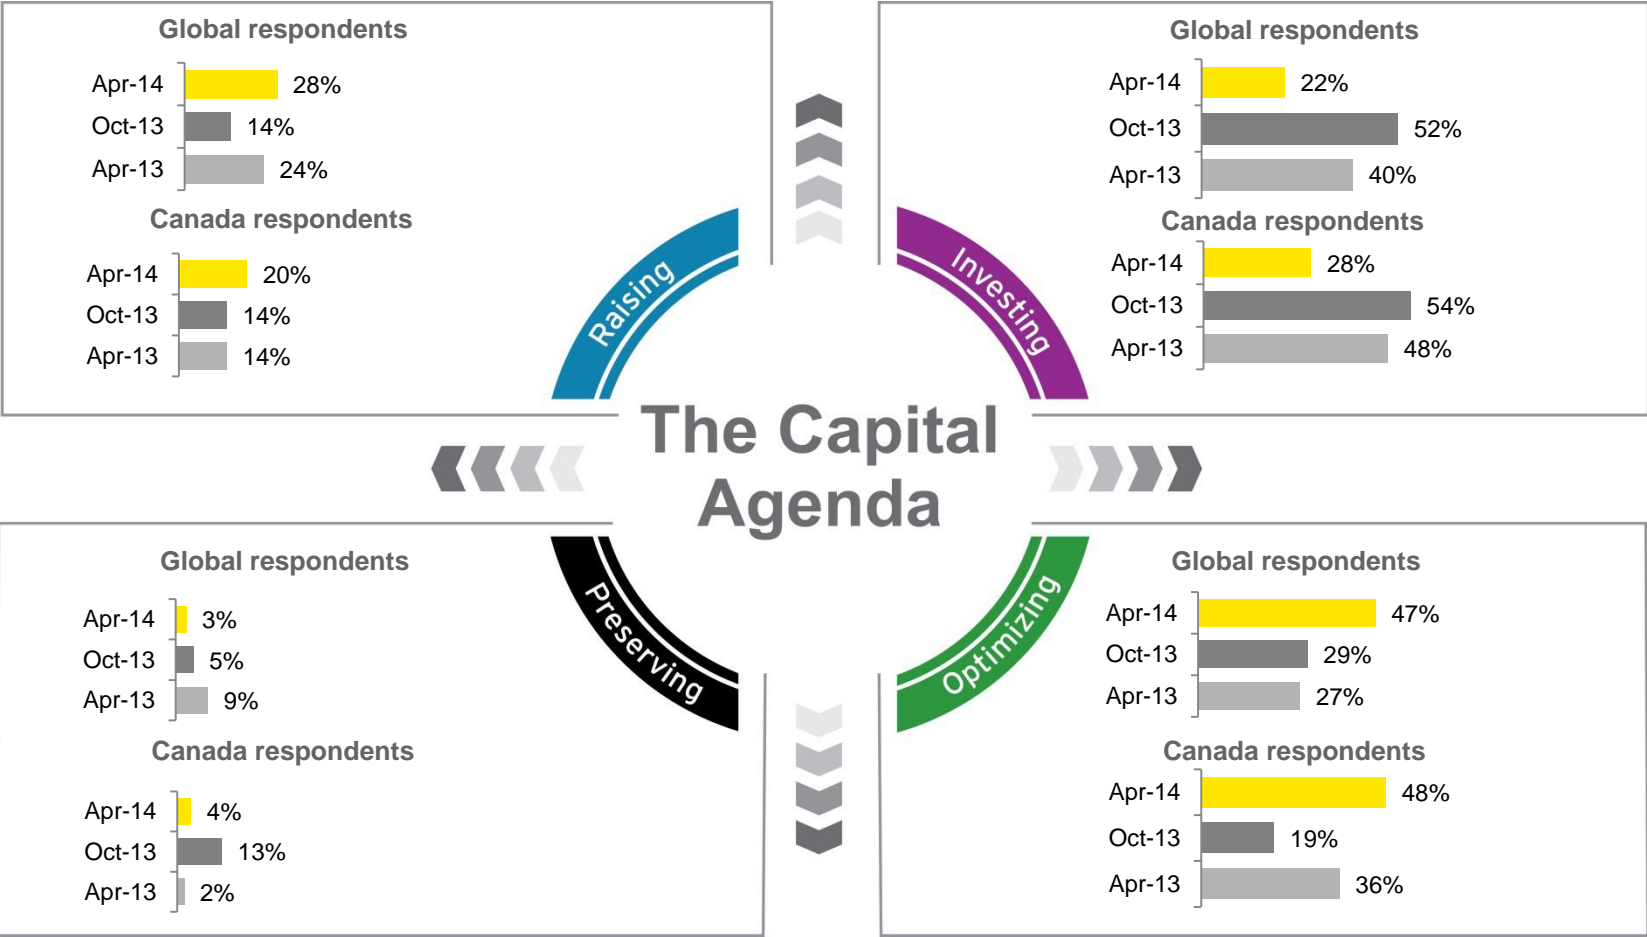 Global respondents
Apr-14 28%
Oct-13 14%
Apr-13 24%
Canada respondents
Apr-14 20%
Oct-13 14%
Apr-13 14%
Raising
Global respondents
Apr-14 22%
Oct-13 52%
Apr-13 40%
Canada respondents
Apr-14 28%
Oct-13 54%
Apr-13 48%
Investing
The Capital
Agenda
Global respondents
Apr-14 3%
Oct-13 5%
Apr-13 9%
Canada respondents
Apr-14 4%
Oct-13 13%
Apr-13 2%
Preserving
Global respondents
Apr-14 47%
Oct-13 29%
Apr-13 27%
Canada respondents
Apr-14 48%
Oct-13 19%
Apr-13 36%
Optimizing